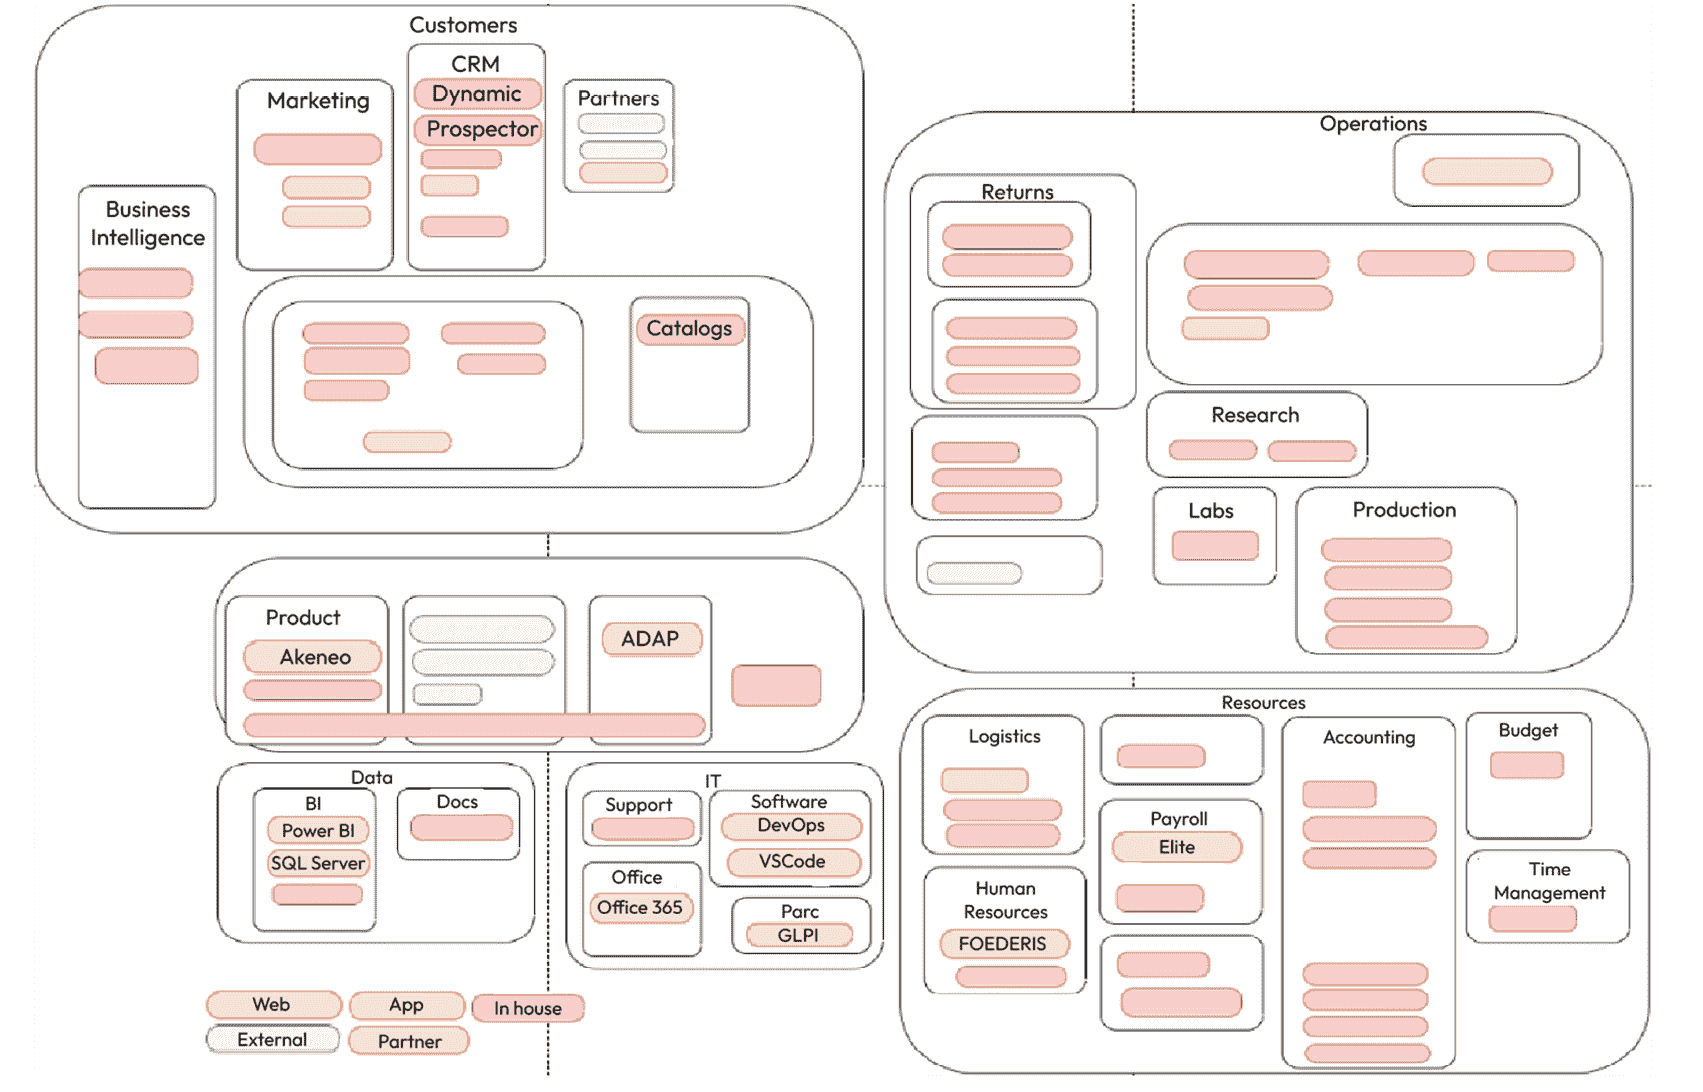 Customers
CRM
Dynamic
Prospector
Marketing
Partners
Business
Intelligence
Catalogs
Operations
Returns
Research
Labs
Production
Product
Akeneo
ADAP
Data
BI
Power BI
SQL Server
Docs
IT
Support
Software
DevOps
VSCode
Office
Office 365
Parc
GLPI
Resources
Logistics
Human
Resources
FOEDERIS
Payroll
Elite
Accounting
Budget
Time
Management
Web
App
In house
External
Partner